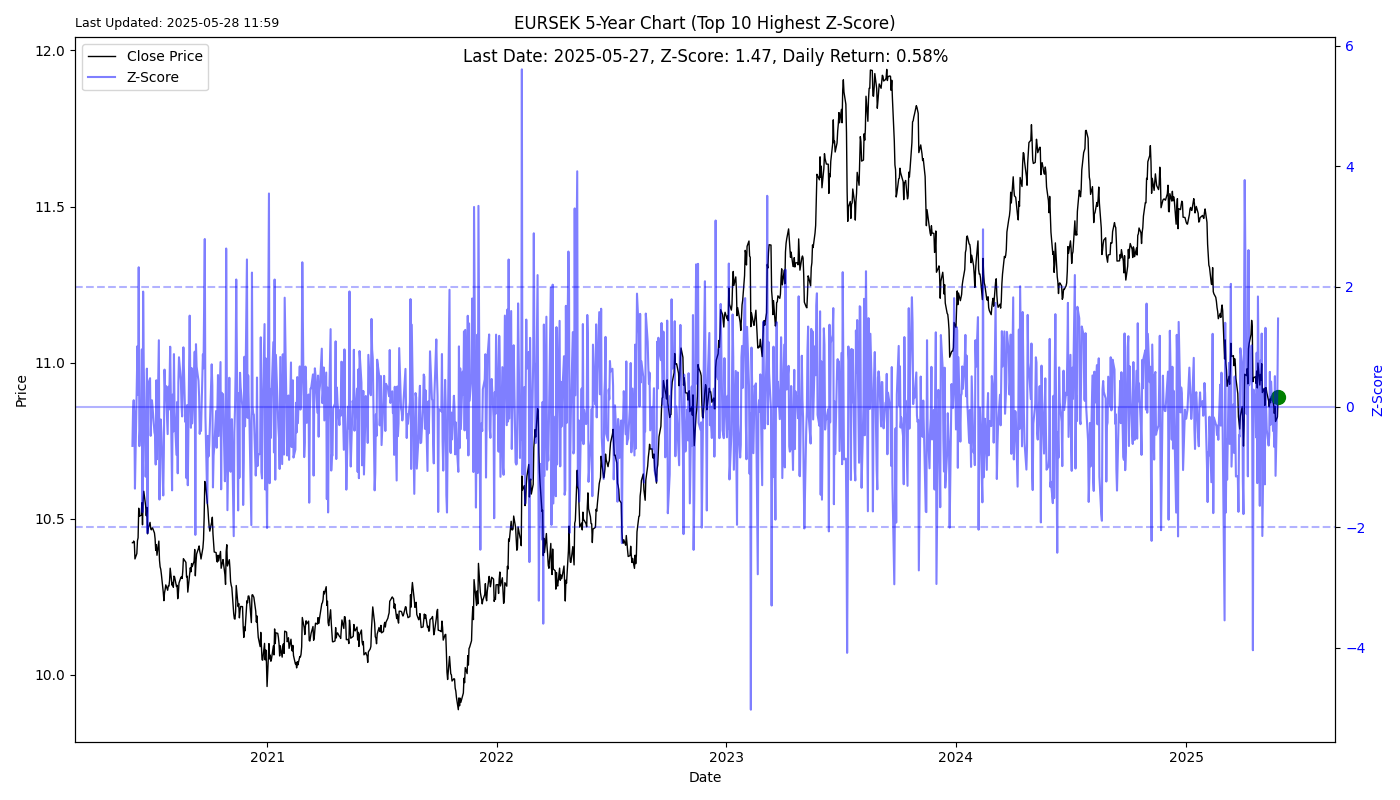 Last Updated: 2025-05-28 11:59
EURSEK 5-Year Chart (Top 10 Highest Z-Score)
Last Date: 2025-05-27, Z-Score: 1.47, Daily Return: 0.58%
Close Price
Z-Score
12.0
11.5
11.0
10.5
10.0
Price
6
4
2
0
−2
−4
Z-Score
2021
2022
2023
2024
2025
Date